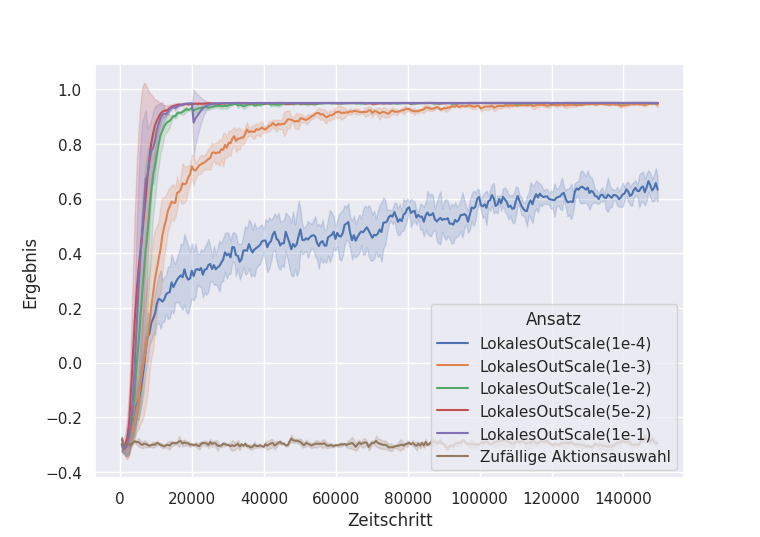 1.0
0.8
0.6
0.4
0.2
0.0
−0.2
−0.4
Ergebnis
0
20000
40000
60000
80000
100000
120000
140000
Zeitschritt
Ansatz
LokalesOutScale(1e-4)
LokalesOutScale(1e-3)
LokalesOutScale(1e-2)
LokalesOutScale(5e-2)
LokalesOutScale(1e-1)
Zufällige Aktionsauswahl